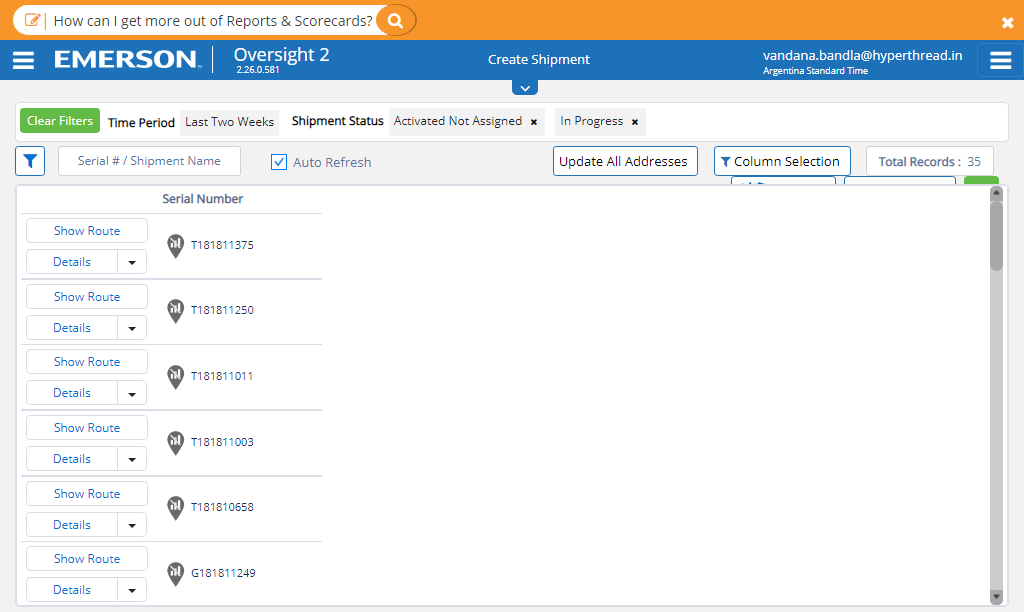 How can I get more out of Reports & Scorecards?
EMERSON
Oversight 2
2.26.0.581
Create Shipment
vandana.bandla@hyperthread.in
Argentina Standard Time
Clear Filters
Time Period
Last Two Weeks
Shipment Status
Activated Not Assigned ×
In Progress ×
Serial # / Shipment Name
Auto Refresh
Update All Addresses
Column Selection
Total Records : 35
Serial Number
Show Route
T181811375
Details
Show Route
T181811250
Details
Show Route
T181811011
Details
Show Route
T181811003
Details
Show Route
T181810658
Details
Show Route
G181811249
Details